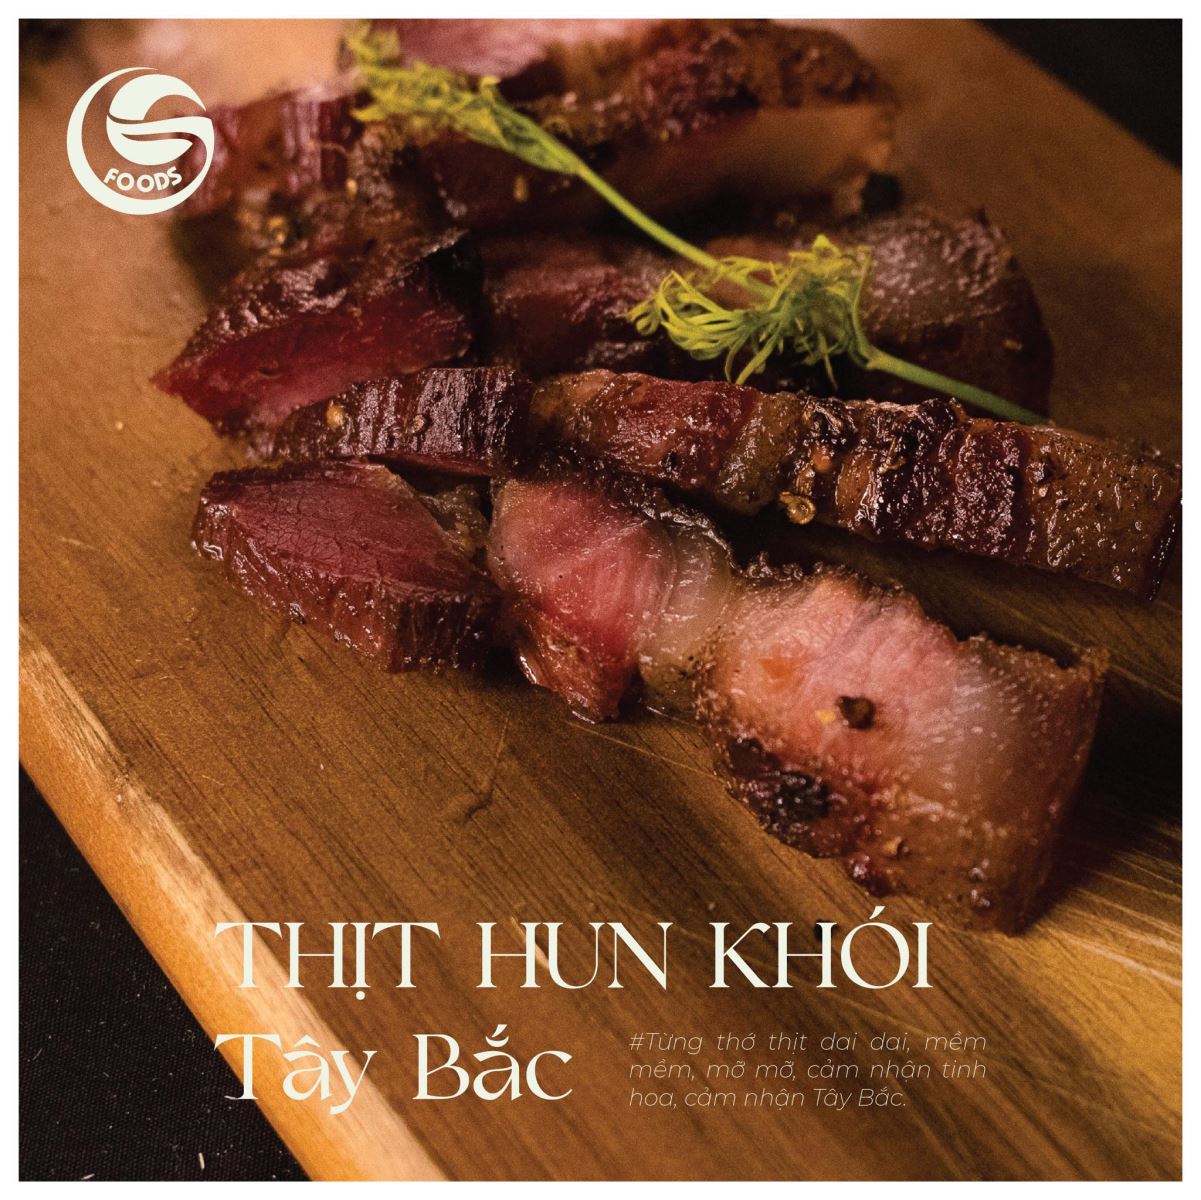 FOODS
THỊT HUN KHÓI
Tây Bắc
#Từng thớ thịt dai dai, mềm
mềm, mỡ mỡ, cảm nhận tinh
hoa, cảm nhận Tây Bắc.